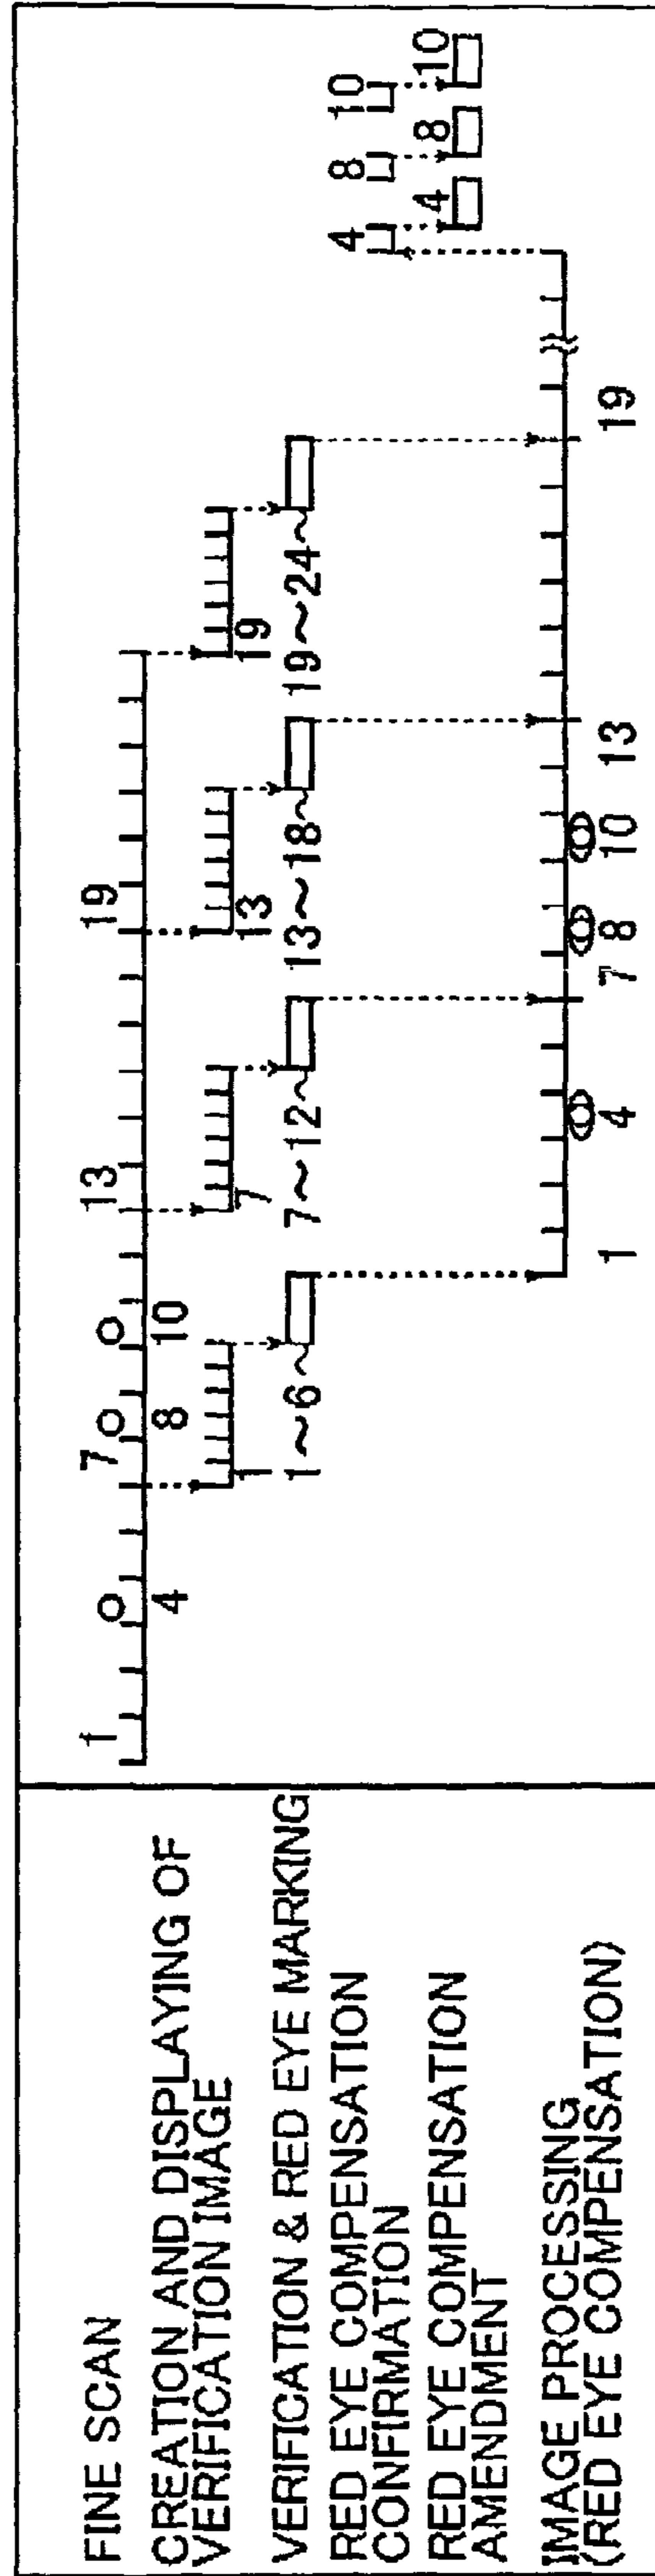 FINE SCAN
CREATION AND DISPLAYING OF
VERIFICATION IMAGE
VERIFICATION & RED EYE MARKING
RED EYE COMPENSATION
CONFIRMATION
RED EYE COMPENSATION
AMENDMENT
IMAGE PROCESSING
(RED EYE COMPENSATION)
1 7 13 19
4 8 10
1 7 13 19
1~6 7~12 13~18 19~24
4 8 10
4 8 10
1 4 7 8 10 13 19